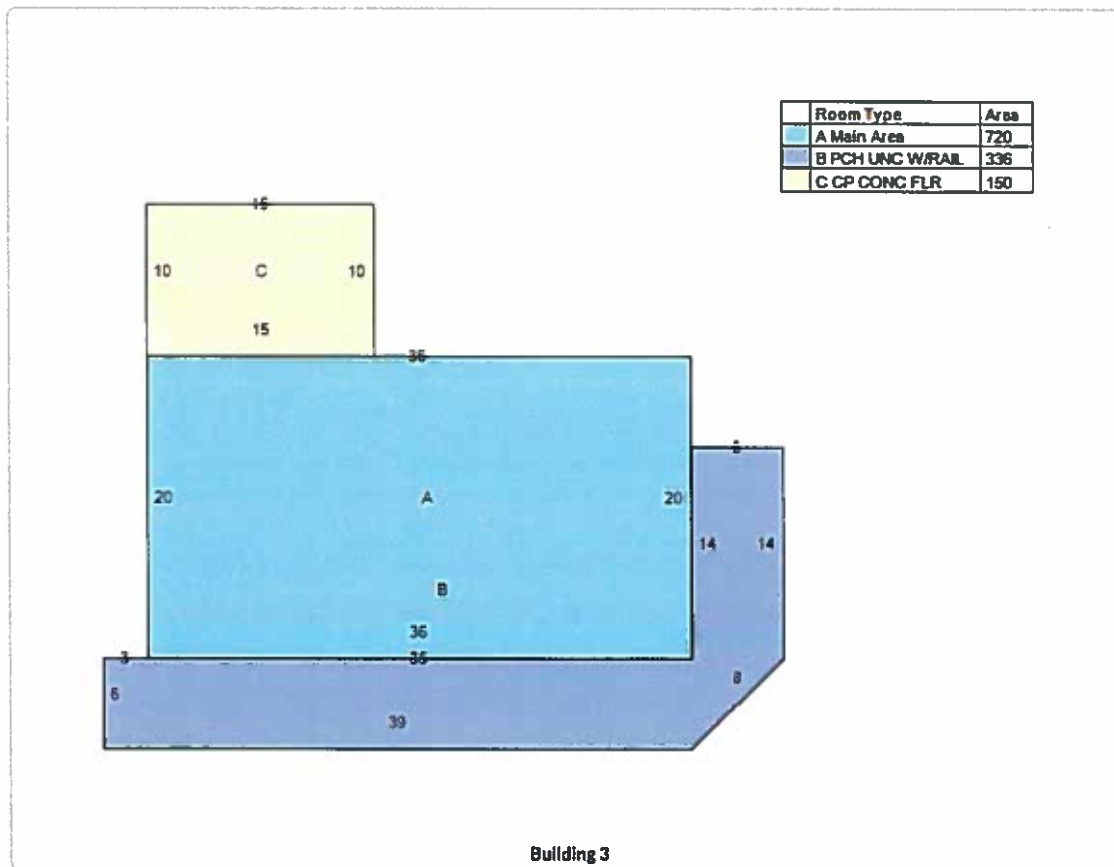 Room Type Area
A Main Area 720
B PCH UNC W/RAIL 336
C CP CONC FLR 150
15
10 C 10
15
36
20 A 20
14 14
B
36
3 36
6 8
39
Building 3